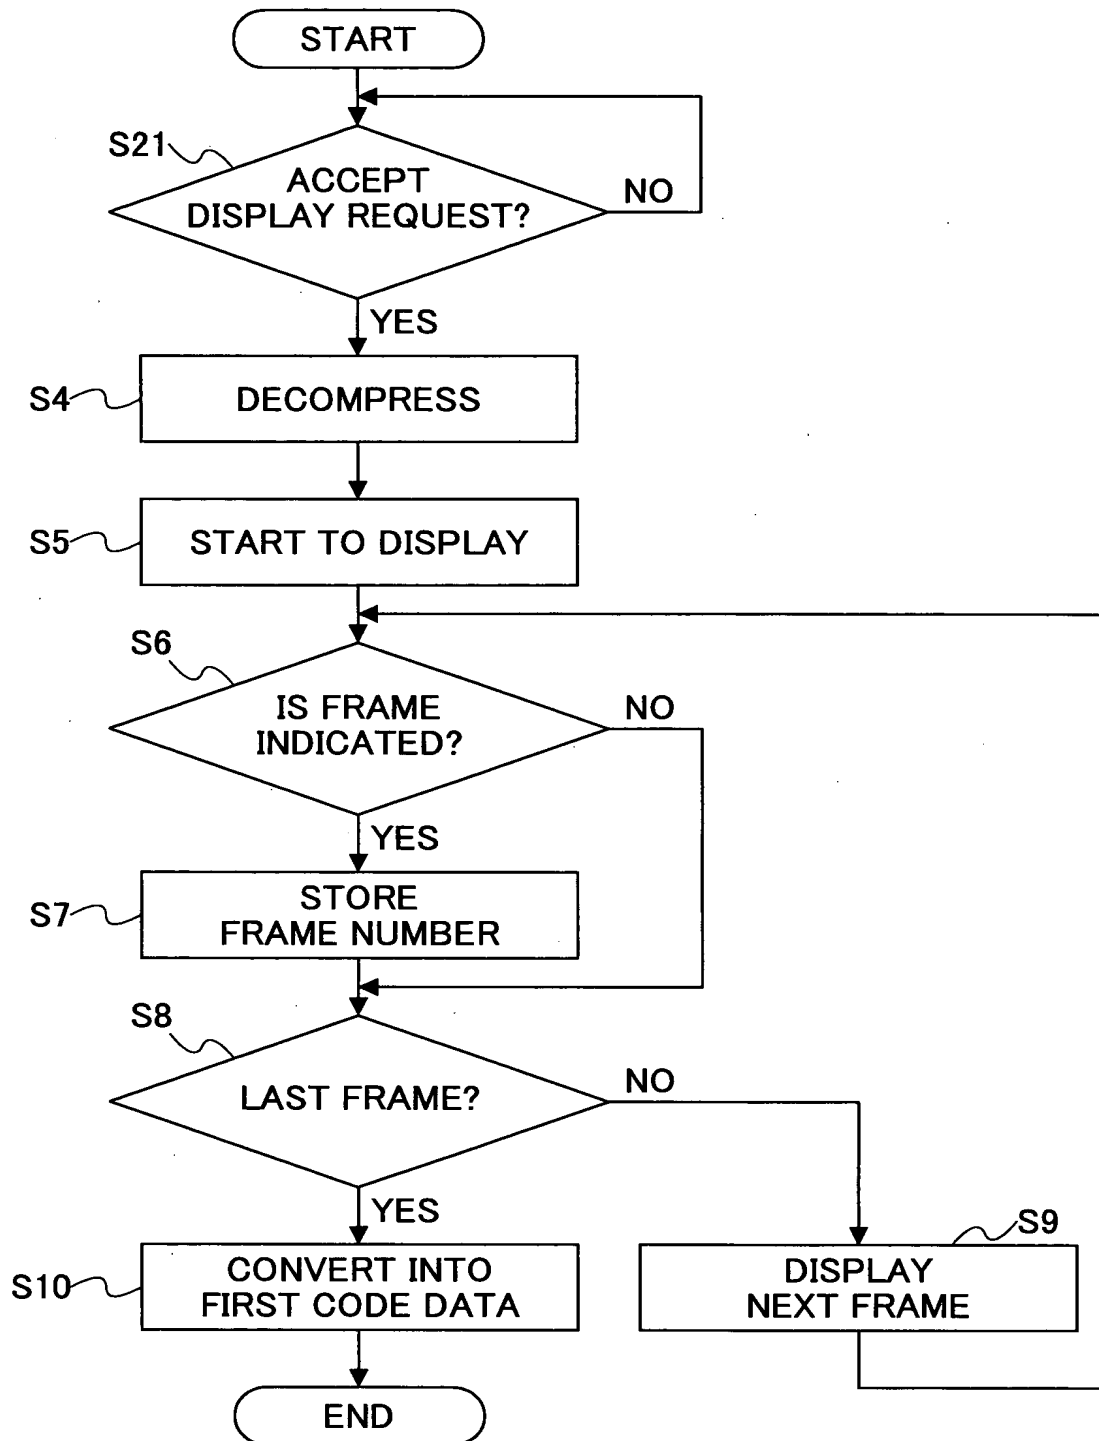 START
S21
ACCEPT
DISPLAY REQUEST?
NO
YES
S4
DECOMPRESS
S5
START TO DISPLAY
S6
IS FRAME
INDICATED?
NO
YES
S7
STORE
FRAME NUMBER
S8
LAST FRAME?
NO
YES
S9
S10
CONVERT INTO
FIRST CODE DATA
DISPLAY
NEXT FRAME
END